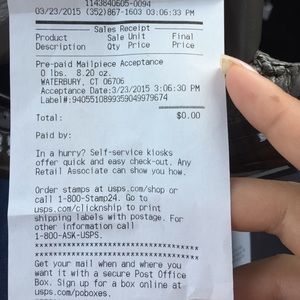 1143840605-0094
03/23/2015 (352)867-1603 03:06:33 PM
Sales Receipt
Product Sale Unit Final
Description Qty Price Price
Pre-paid Mailpiece Acceptance
0 lbs. 8.20 oz.
WATERBURY, CT 06706
Acceptance Date:3/23/2015 3:06:30 PM
Label#:9405510899359049979674
Total: $0.00
Paid by:
In a hurry? Self-service kiosks
offer quick and easy check-out. Any
Retail Associate can show you how.
Order stamps at usps.com/shop or
call 1-800-Stamp24. Go to
usps.com/clicknship to print
shipping labels with postage. For
other information call
1-800-ASK-USPS.
Get your mail when and where you
want it with a secure Post Office
Box. Sign up for a box online at
usps.com/poboxes.